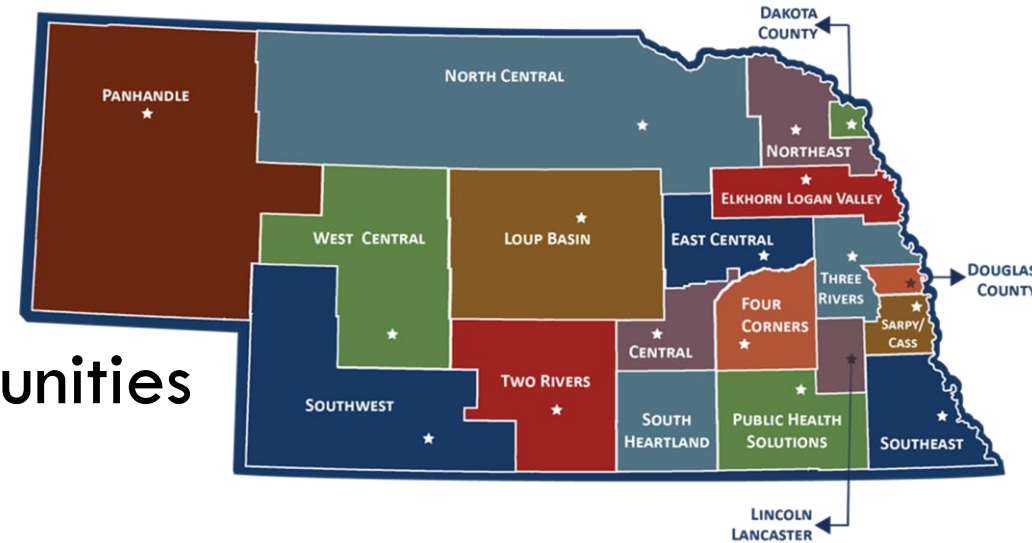 DAKOTA
COUNTY
NORTH CENTRAL
PANHANDLE
NORTHEAST
ELKHORN LOGAN VALLEY
WEST CENTRAL
LOUP BASIN
EAST CENTRAL
THREE
RIVERS
DOUGLAS
COUNTY
FOUR
CORNERS
SARPY/
CASS
CENTRAL
unities
TWO RIVERS
SOUTHWEST
SOUTH
HEARTLAND
PUBLIC HEALTH
SOLUTIONS
SOUTHEAST
LINCOLN
LANCASTER